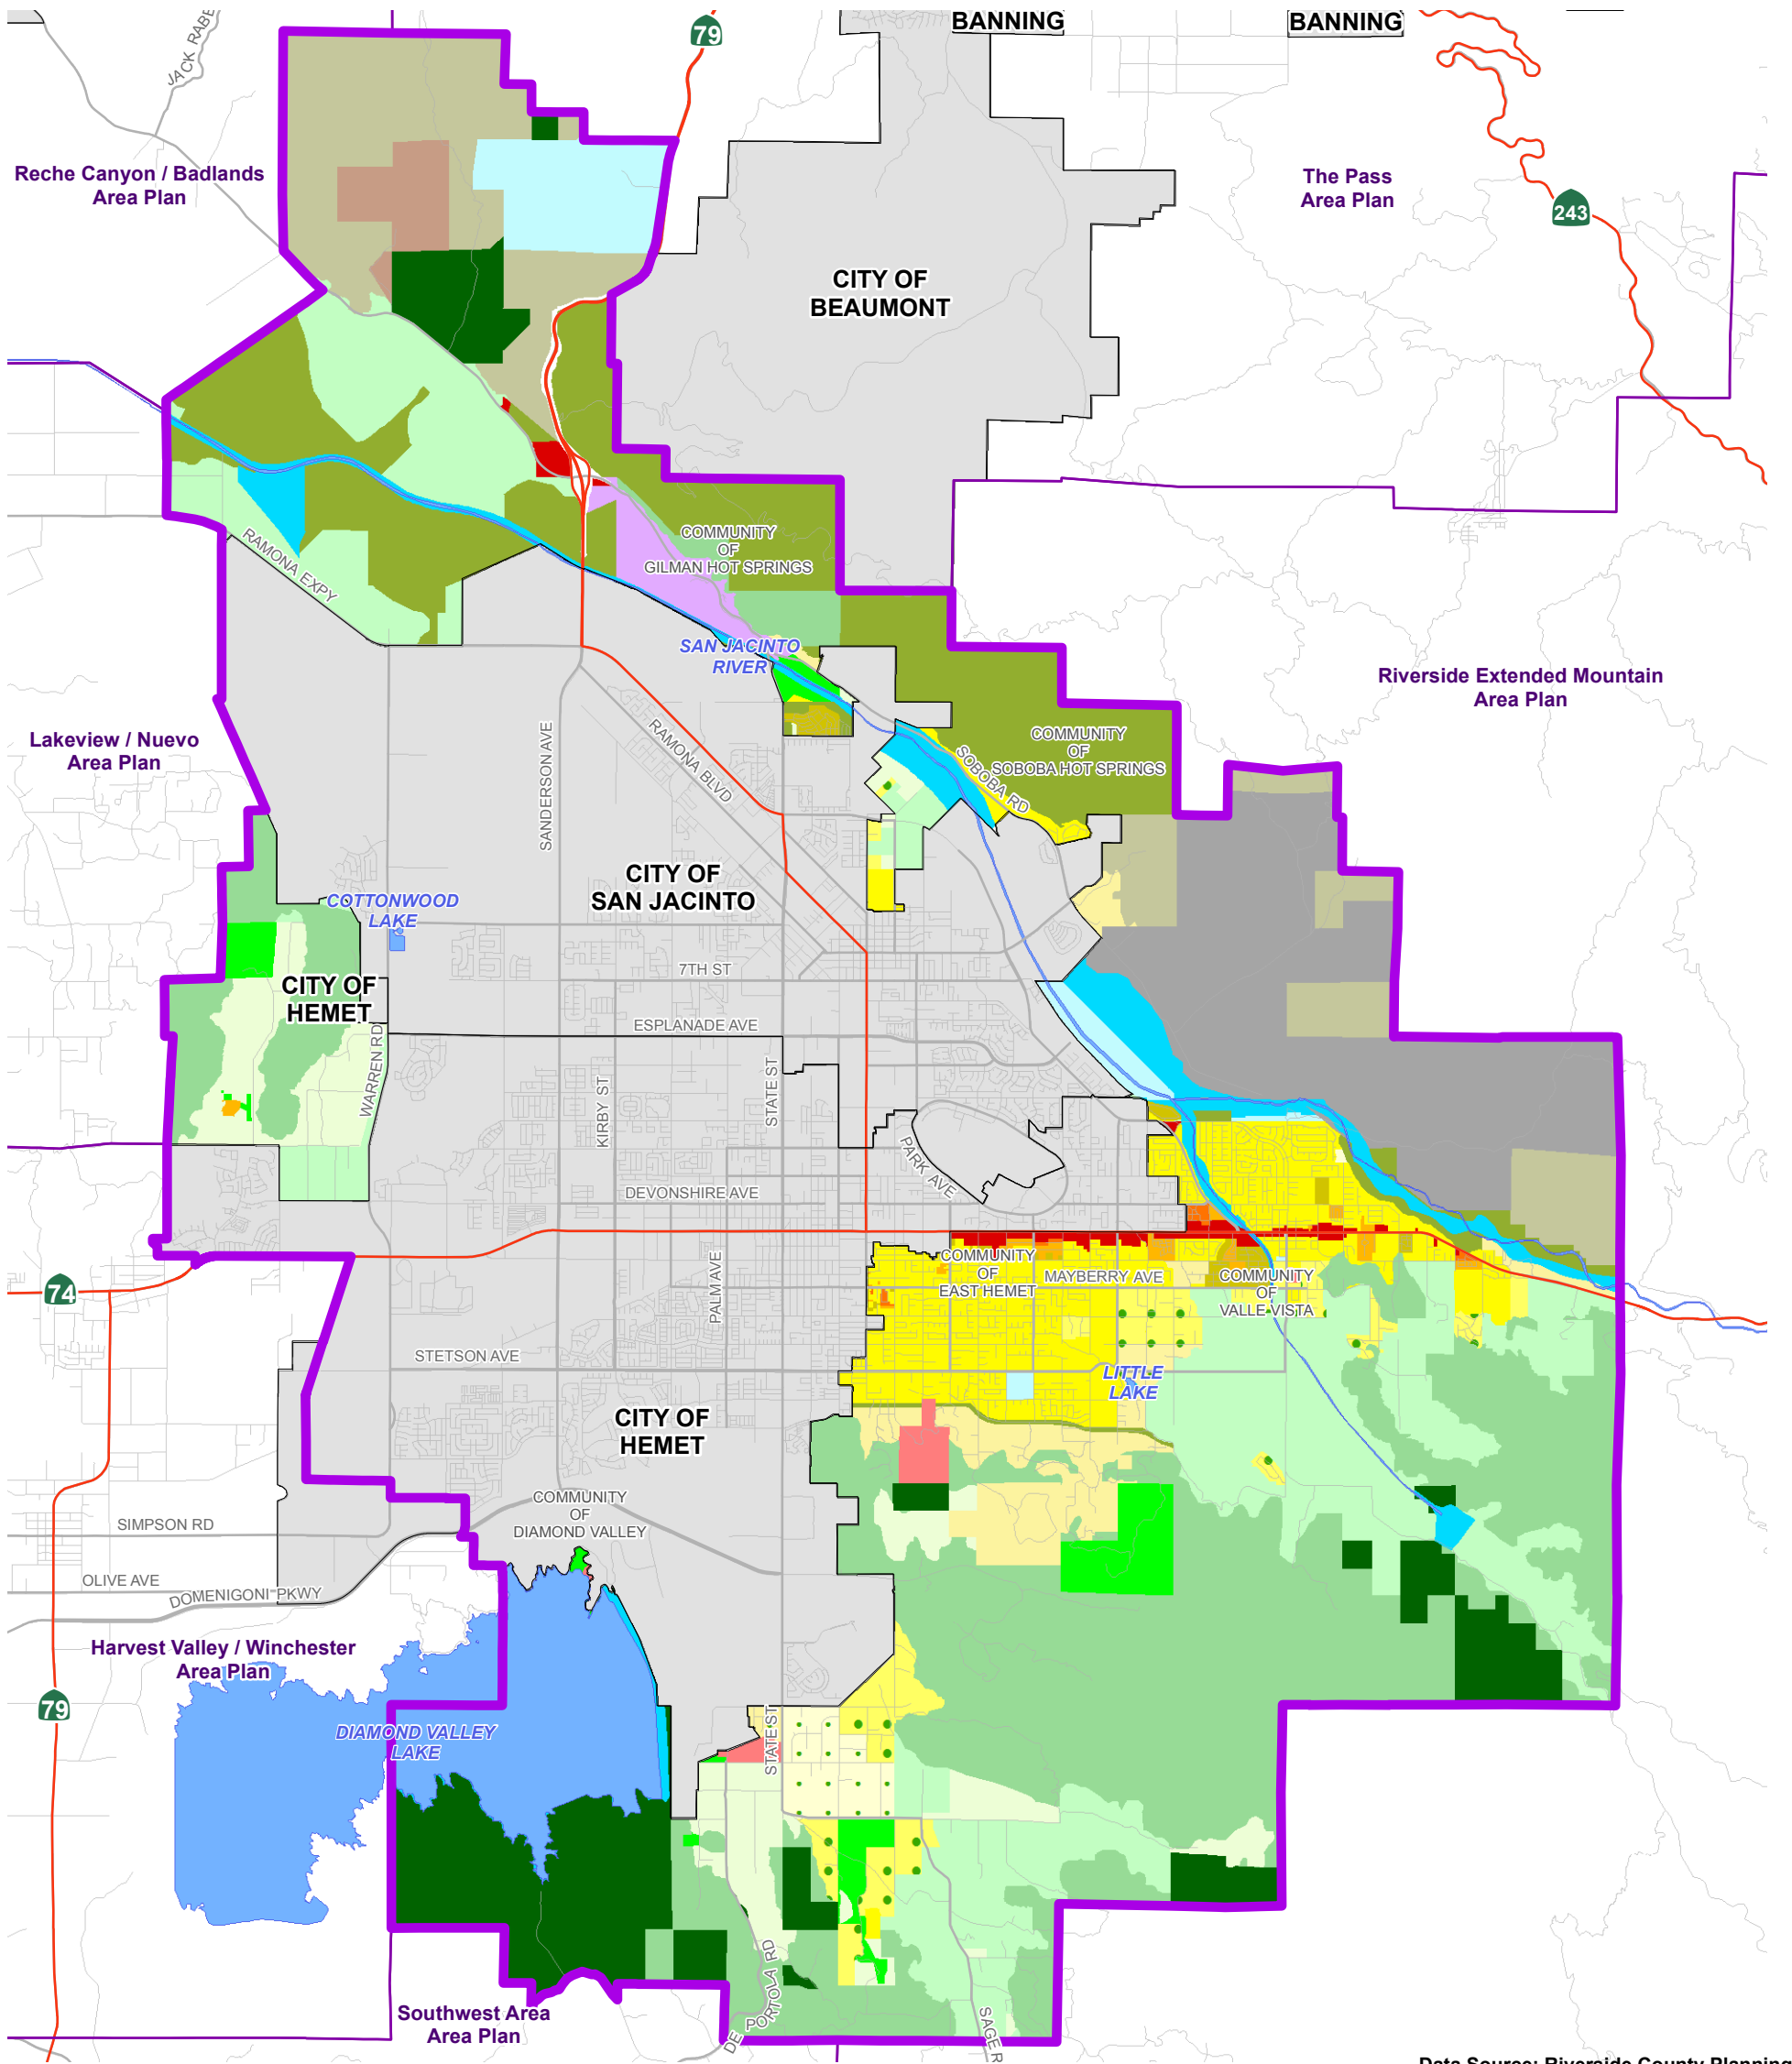 BANNING
BANNING
JACK RABB
79
Reche Canyon / Badlands
Area Plan
The Pass
Area Plan
243
CITY OF
BEAUMONT
COMMUNITY
OF
GILMAN HOT SPRINGS
RAMONA EXPY
SAN JACINTO
RIVER
Riverside Extended Mountain
Area Plan
Lakeview / Nuevo
Area Plan
SANDERSON AVE
RAMONA BLVD
COMMUNITY
OF
SOBOBA HOT SPRINGS
SOBOBA RD
CITY OF
SAN JACINTO
COTTONWOOD
LAKE
7TH ST
CITY OF
HEMET
ESPLANADE AVE
WARREN RD
KIRBY ST
STATE ST
PARK AVE
DEVONSHIRE AVE
COMMUNITY
OF
EAST HEMET
MAYBERRY AVE
COMMUNITY
OF
VALLE VISTA
74
PALM AVE
STETSON AVE
LITTLE
LAKE
CITY OF
HEMET
COMMUNITY
OF
DIAMOND VALLEY
SIMPSON RD
OLIVE AVE
DOMENIGONI PKWY
Harvest Valley / Winchester
Area Plan
79
DIAMOND VALLEY
LAKE
STATE ST
DE PORTOLA RD
SAGE R
Southwest Area
Area Plan
Data Source: Riverside County Planning